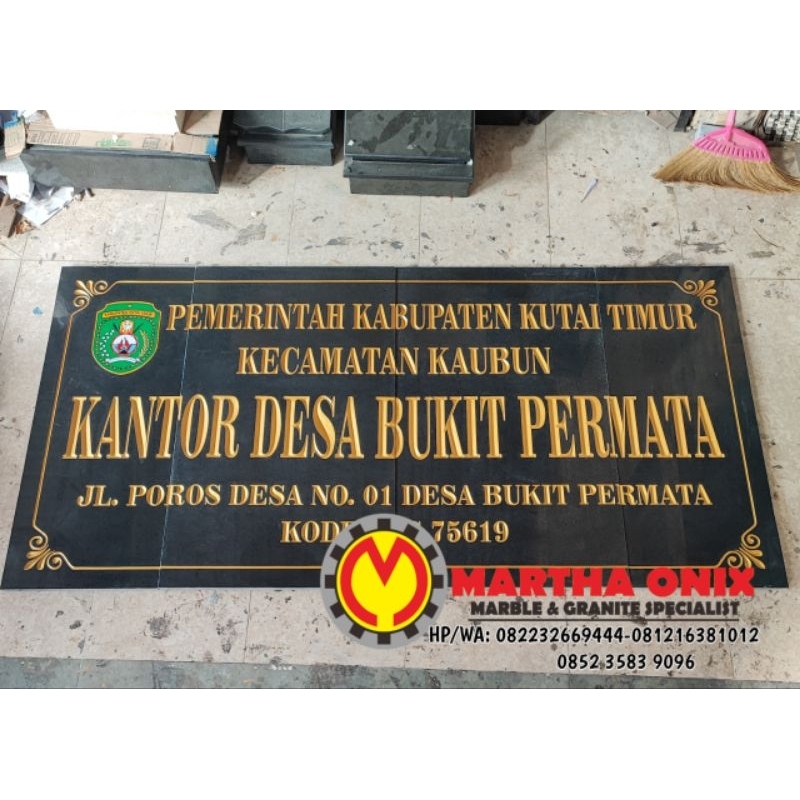 PEMERINTAH KABUPATEN KUTAI TIMUR
KECAMATAN KAUBUN
KANTOR DESA BUKIT PERMATA
JL. POROS DESA NO. 01 DESA BUKIT PERMATA
75619
MARTHA ONIX
MARBLE & GRANITE SPECIALIST
HP/WA: 082232669444-081216381012
0852 3583 9096